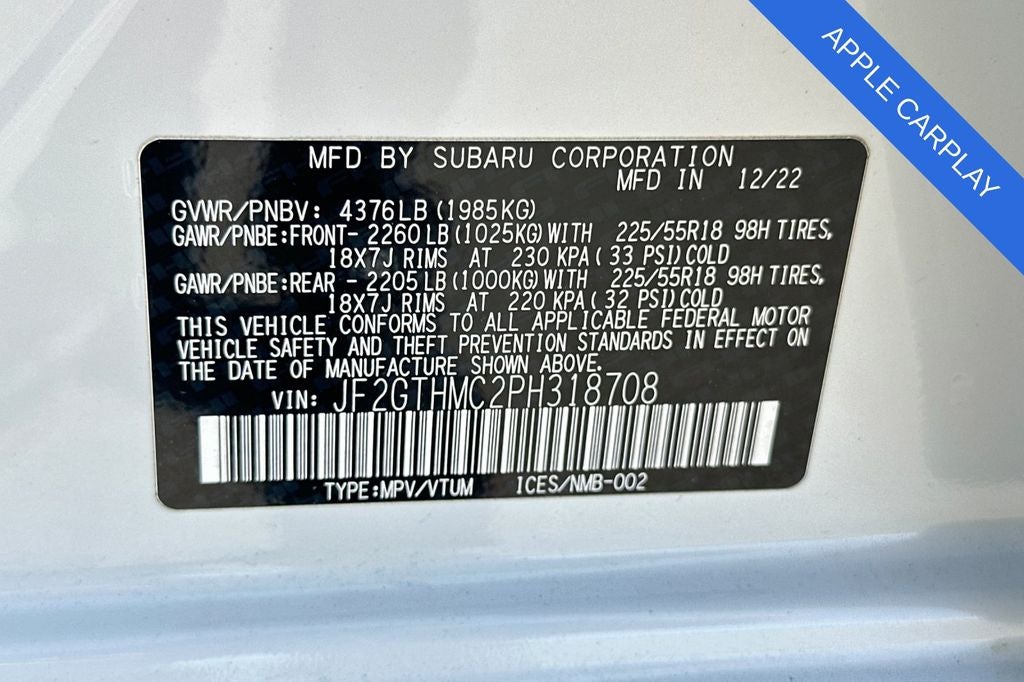 APPLE CARPLAY
MFD BY SUBARU CORPORATION
MFD IN 12/22
GVWR/PNBV: 4376LB (1985KG)
GAWR/PNBE:FRONT- 2260 LB (1025KG) WITH 225/55R18 98H TIRES,
18X7J RIMS AT 230 KPA ( 33 PSI) COLD
GAWR/PNBE:REAR - 2205 LB (1000KG) WITH 225/55R18 98H TIRES,
18X7J RIMS AT 220 KPA ( 32 PSI) COLD
THIS VEHICLE CONFORMS TO ALL APPLICABLE FEDERAL MOTOR
VEHICLE SAFETY AND THEFT PREVENTION STANDARDS IN EFFECT ON
THE DATE OF MANUFACTURE SHOWN ABOVE.
VIN: JF2GTHMC2PH318708
TYPE:MPV/VTUM ICES/NMB-002